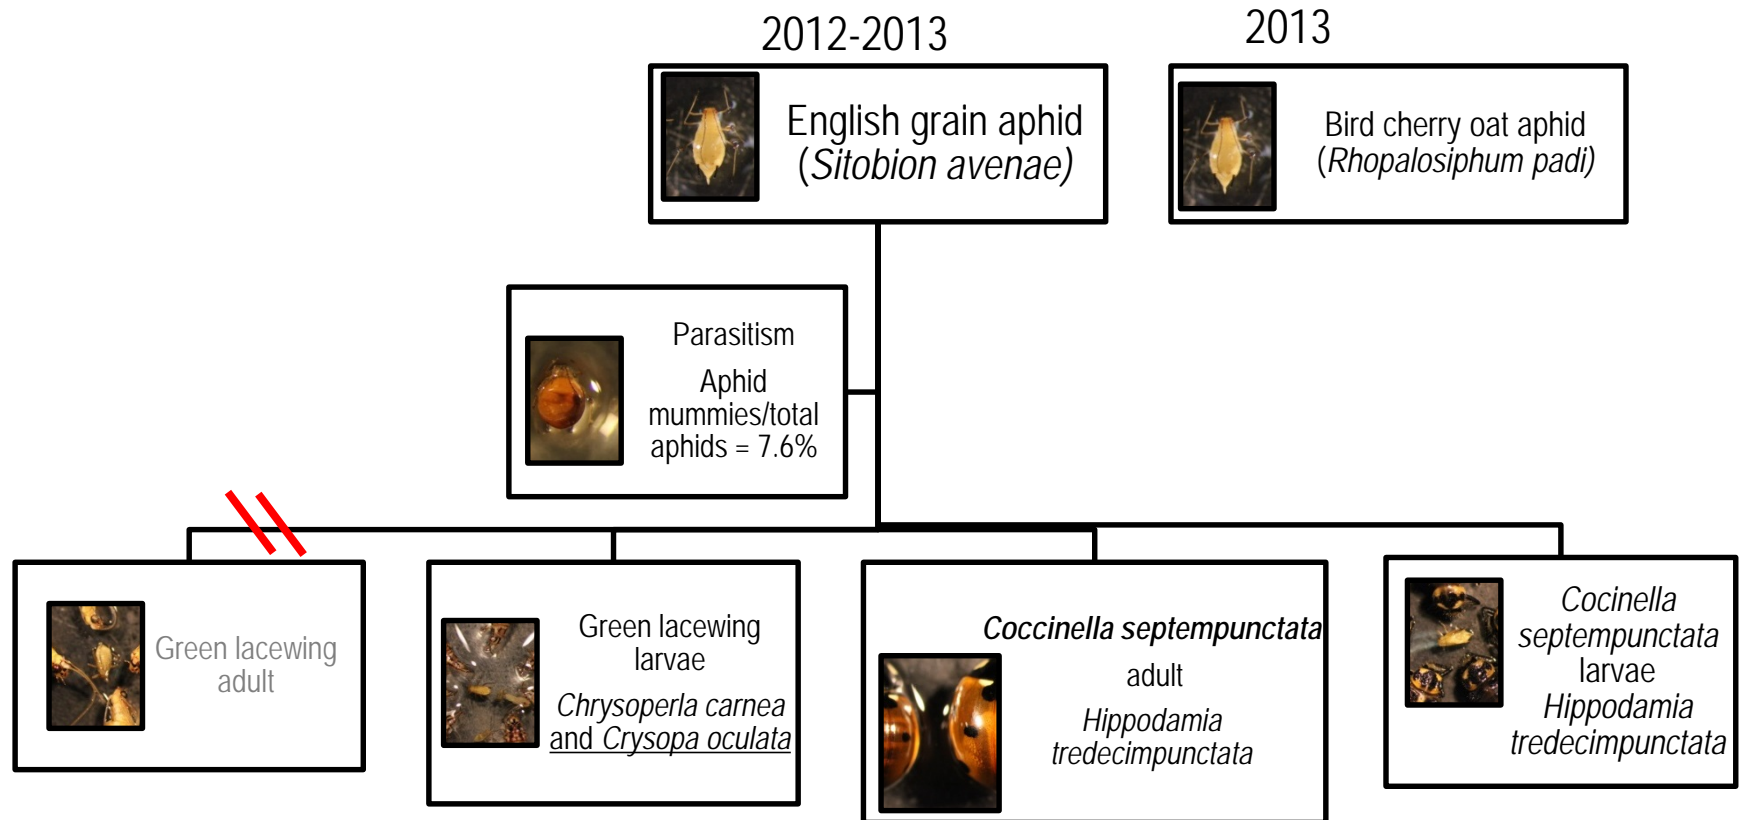 2012-2013
2013
English grain aphid
(Sitobion avenae)
Bird cherry oat aphid
(Rhopalosiphum padi)
Parasitism
Aphid
mummies/total
aphids = 7.6%
Green lacewing
adult
Green lacewing
larvae
Chrysoperla carnea
and Crysopa oculata
Coccinella septempunctata
adult
Hippodamia
tredecimpunctata
Cocinella
septempunctata
larvae
Hippodamia
tredecimpunctata